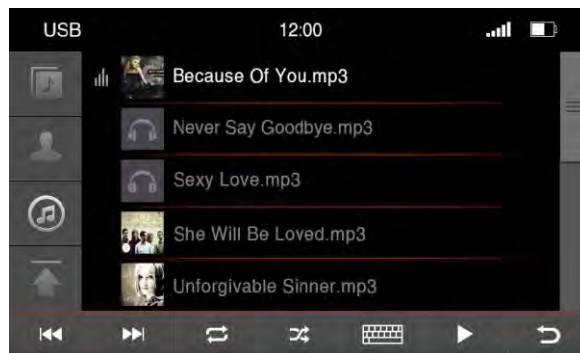 USB 12:00
Because Of You.mp3
Never Say Goodbye.mp3
Sexy Love.mp3
She Will Be Loved.mp3
Unforgivable Sinner.mp3